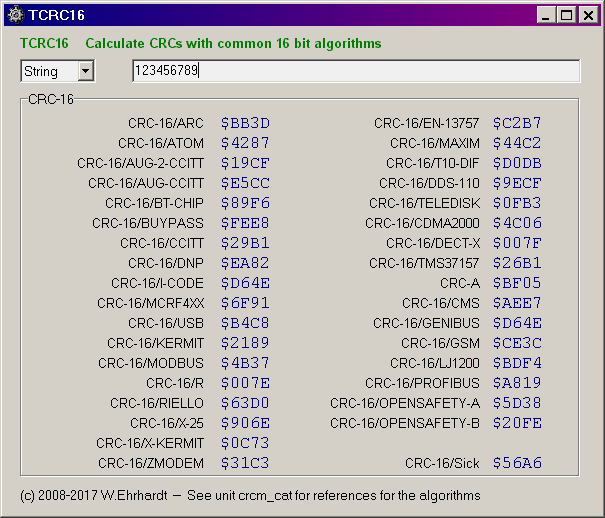 TCRC16
TCRC16 Calculate CRCs with common 16 bit algorithms
String 123456789
CRC-16
CRC-16/ARC $BB3D CRC-16/EN-13757 $C2B7
CRC-16/ATOM $4287 CRC-16/MAXIM $44C2
CRC-16/AUG-2-CCITT $19CF CRC-16/T10-DIF $D0DB
CRC-16/AUG-CCITT $E5CC CRC-16/DDS-110 $9ECF
CRC-16/BT-CHIP $89F6 CRC-16/TELEDISK $0FB3
CRC-16/BUYPASS $FEE8 CRC-16/CDMA2000 $4C06
CRC-16/CCITT $29B1 CRC-16/DECT-X $007F
CRC-16/DNP $EA82 CRC-16/TMS37157 $26B1
CRC-16/I-CODE $D64E CRC-A $BF05
CRC-16/MCRF4XX $6F91 CRC-16/CMS $AEE7
CRC-16/USB $B4C8 CRC-16/GENIBUS $D64E
CRC-16/KERMIT $2189 CRC-16/GSM $CE3C
CRC-16/MODBUS $4B37 CRC-16/LJ1200 $BDF4
CRC-16/R $007E CRC-16/PROFIBUS $A819
CRC-16/RIELLO $63D0 CRC-16/OPENSAFETY-A $5D38
CRC-16/X-25 $906E CRC-16/OPENSAFETY-B $20FE
CRC-16/X-KERMIT $0C73
CRC-16/ZMODEM $31C3 CRC-16/Sick $56A6
(c) 2008-2017 W.Ehrhardt — See unit crcm_cat for references for the algorithms